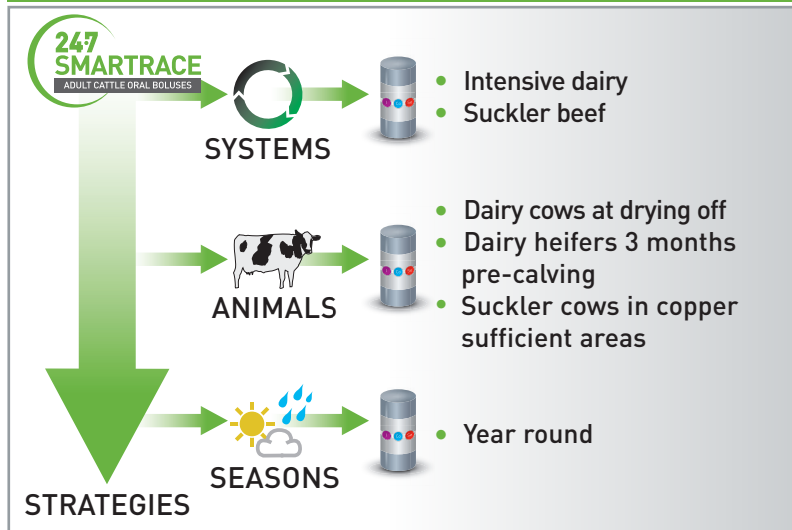 247
SMARTRACE
ADULT CATTLE ORAL BOLUSES
SYSTEMS
• Intensive dairy
• Suckler beef
ANIMALS
• Dairy cows at drying off
• Dairy heifers 3 months
pre-calving
• Suckler cows in copper
sufficient areas
SEASONS
• Year round
STRATEGIES